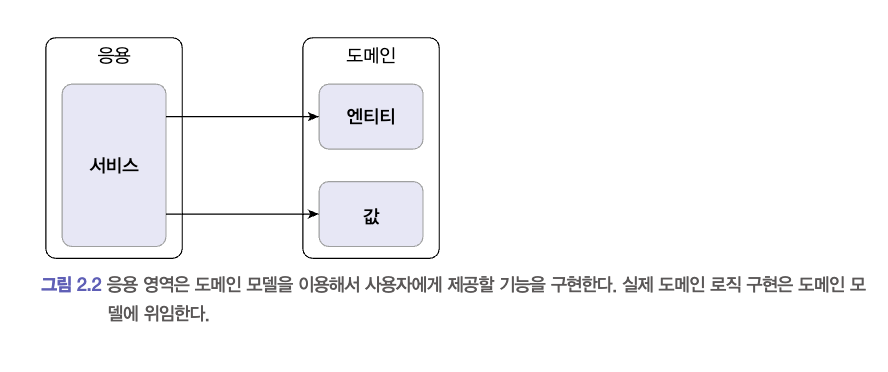 응용
도메인
엔티티
서비스
값
그림 2.2 응용 영역은 도메인 모델을 이용해서 사용자에게 제공할 기능을 구현한다. 실제 도메인 로직 구현은 도메인 모
델에 위임한다.